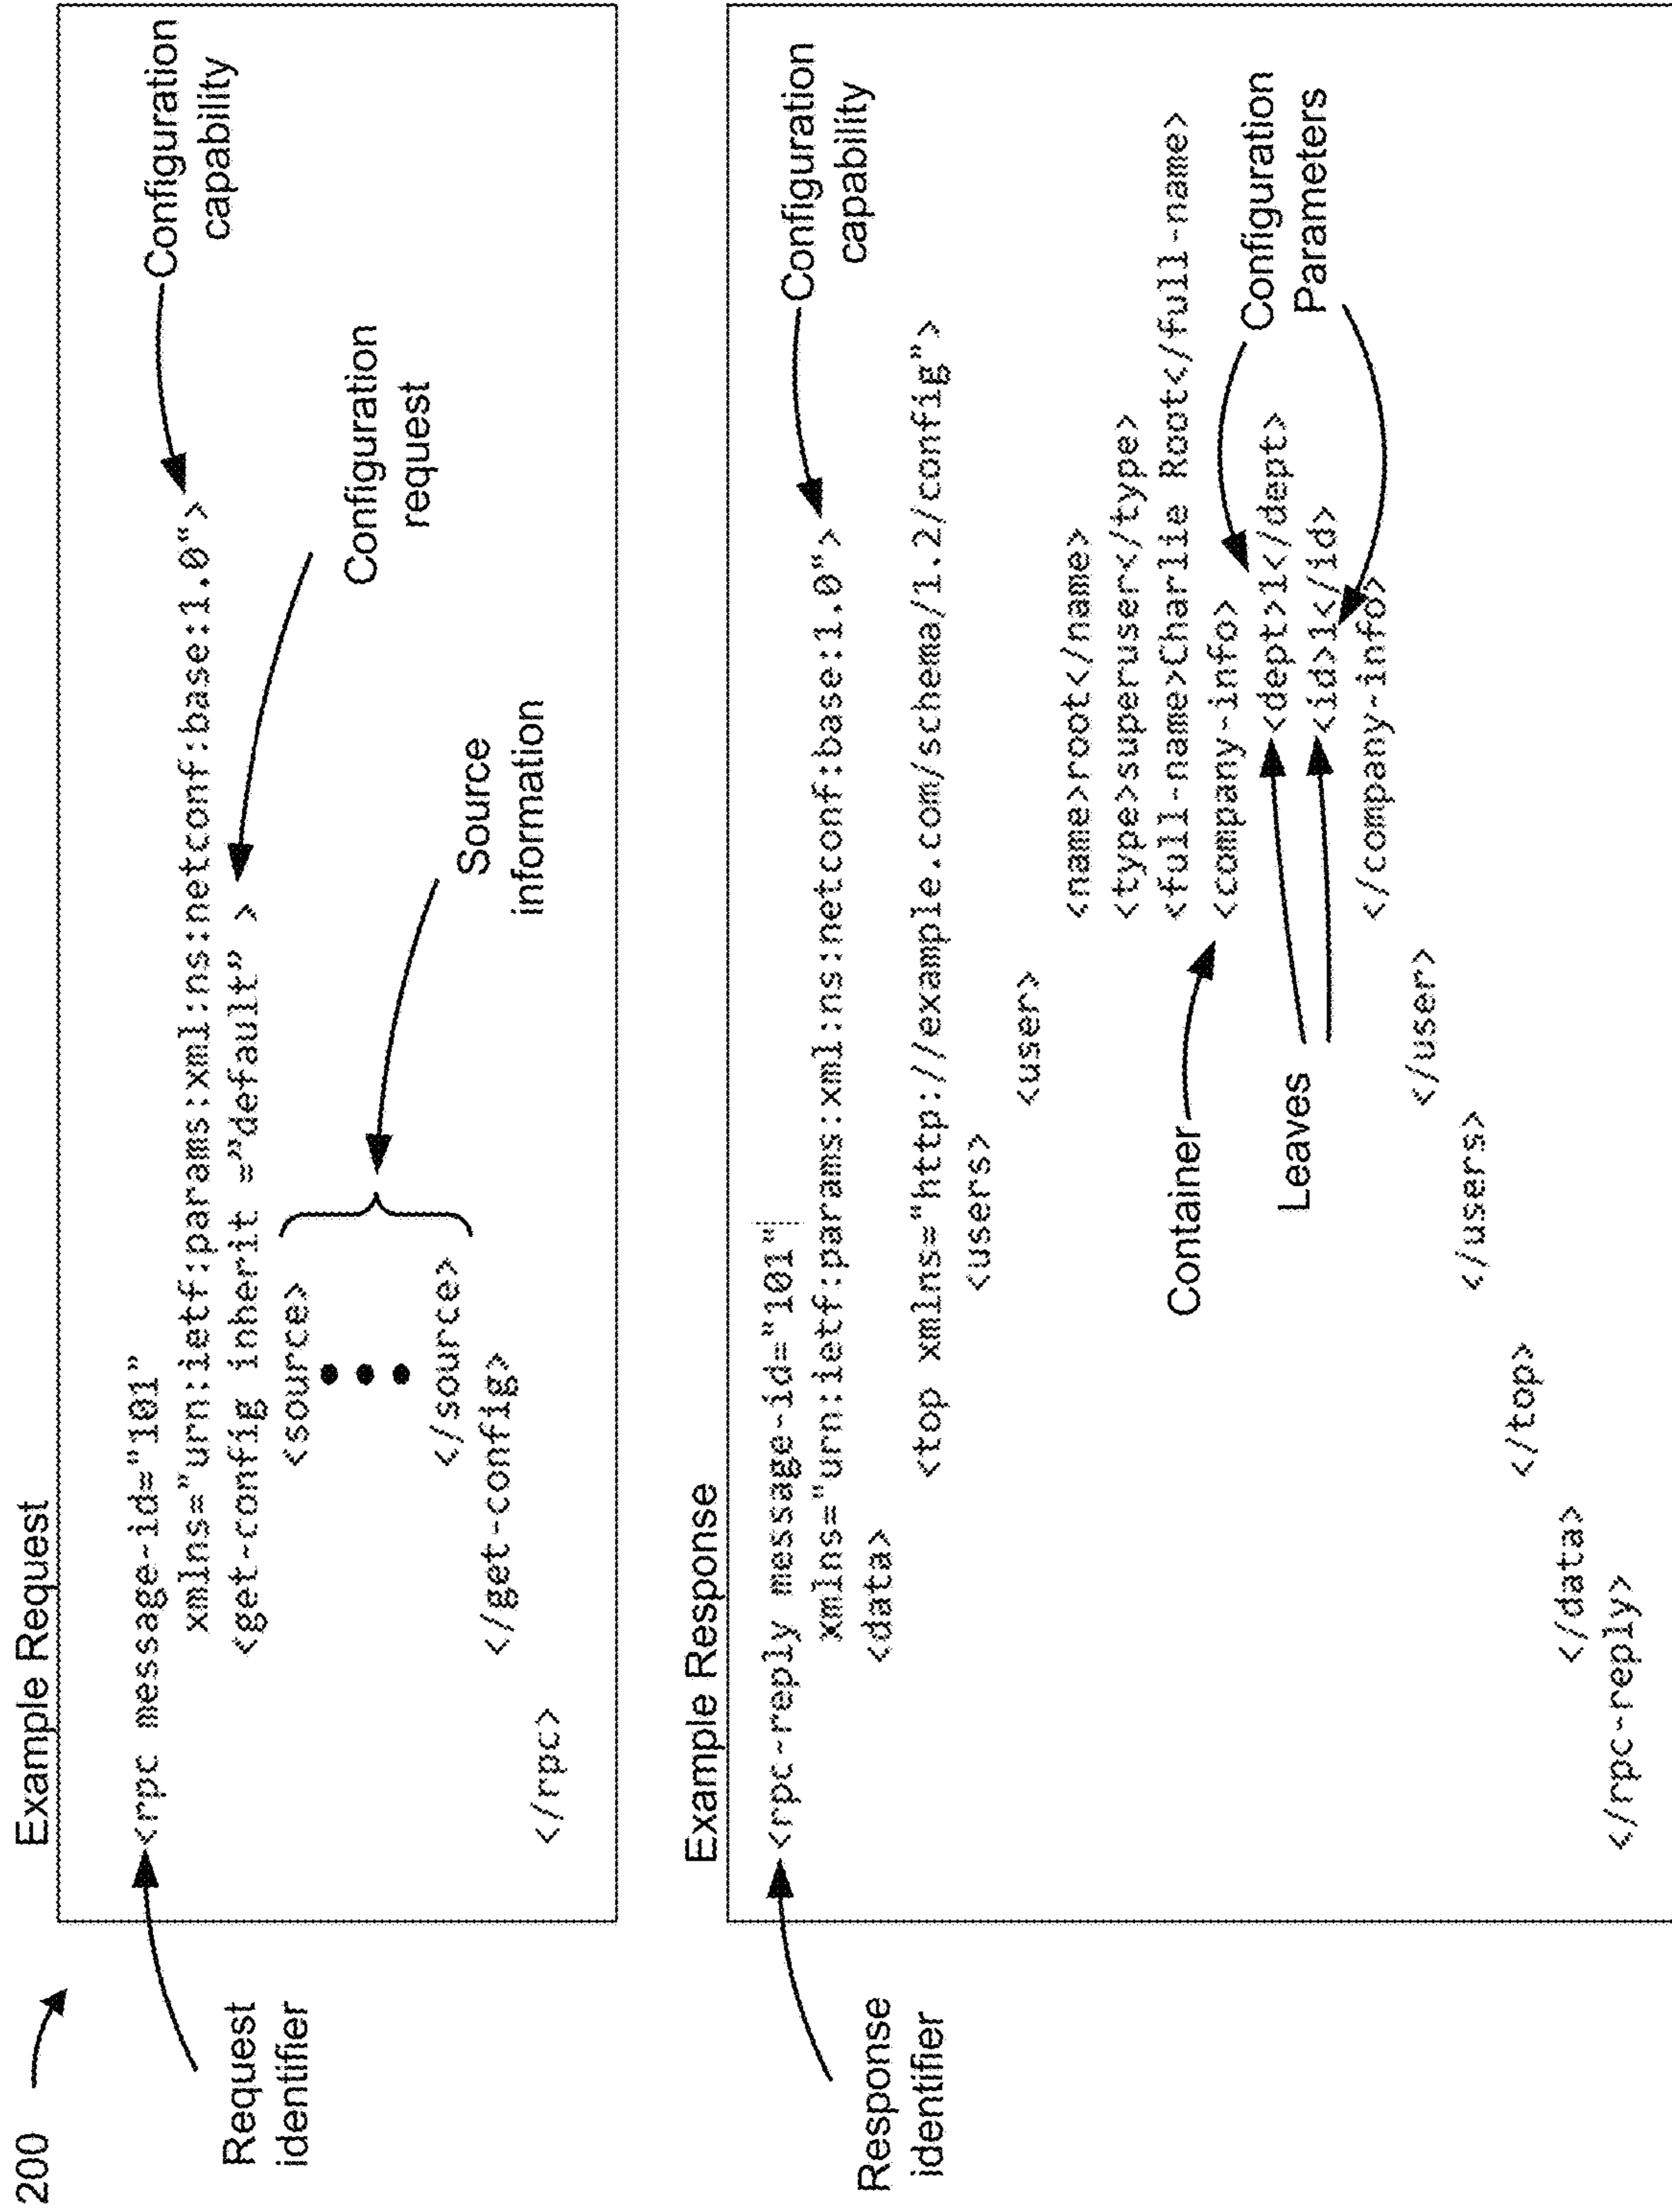 200
Example Request
Request
identifier
<rpc message-id="101"
xmlns="urn:ietf:params:xml:ns:netconf:base:1.0">
<get-config inherit ="default" >
<source>
</source>
</get-config>
</rpc>
Configuration
capability
Configuration
request
Source
information
Example Response
Response
identifier
<rpc-reply message-id="101"
xmlns="urn:ietf:params:xml:ns:netconf:base:1.0">
<data>
<top xmlns="http://example.com/schema/1.2/config">
<users>
<user>
<name>root</name>
<type>superuser</type>
<full-name>Charlie Root</full-name>
<company-info>
<dept>1</dept>
<id>1</id>
</company-info>
</user>
</users>
</top>
</data>
</rpc-reply>
Configuration
capability
Container
Leaves
Configuration
Parameters